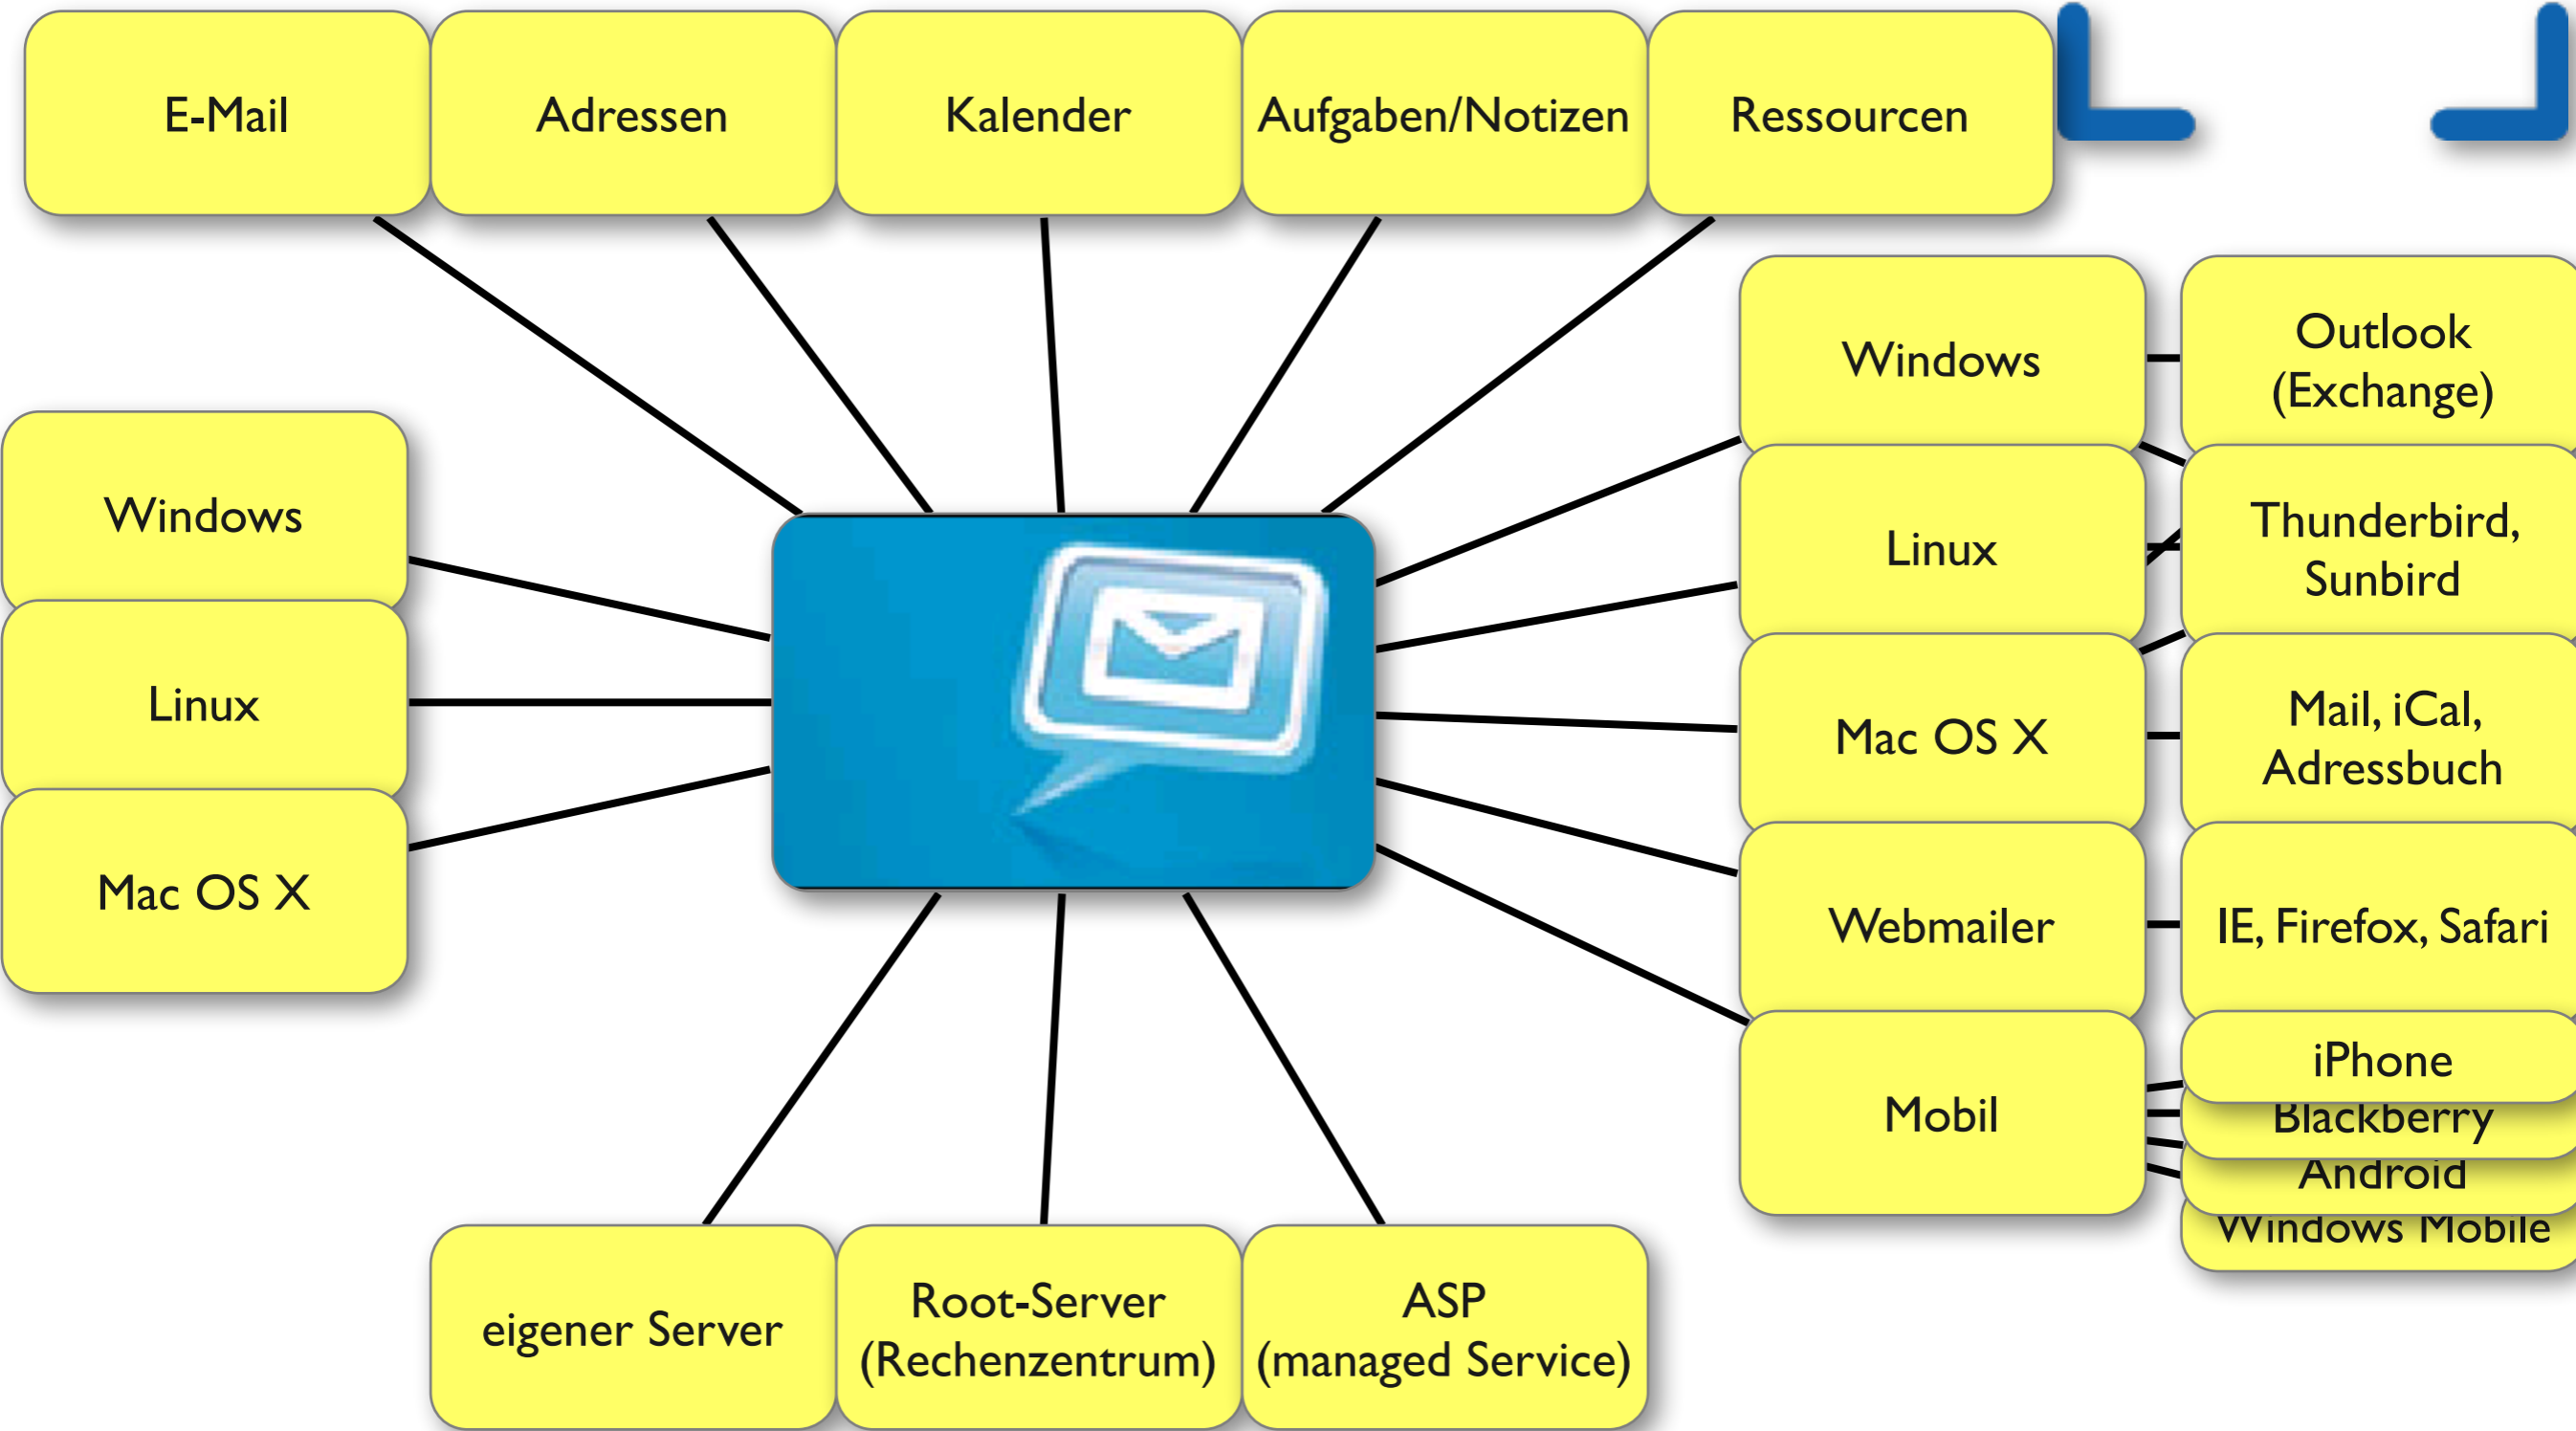 E-Mail
Adressen
Kalender
Aufgaben/Notizen
Ressourcen
Windows
Linux
Mac OS X
Windows
Linux
Mac OS X
Webmailer
Mobil
Outlook
(Exchange)
Thunderbird,
Sunbird
Mail, iCal,
Adressbuch
IE, Firefox, Safari
iPhone
Blackberry
Android
Windows Mobile
eigener Server
Root-Server
(Rechenzentrum)
ASP
(managed Service)